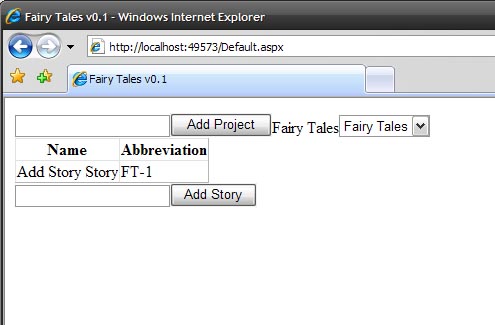 Fairy Tales v0.1 - Windows Internet Explorer
http://localhost:49573/Default.aspx
Fairy Tales v0.1
Add Project Fairy Tales Fairy Tales
Name Abbreviation
Add Story Story FT-1
Add Story